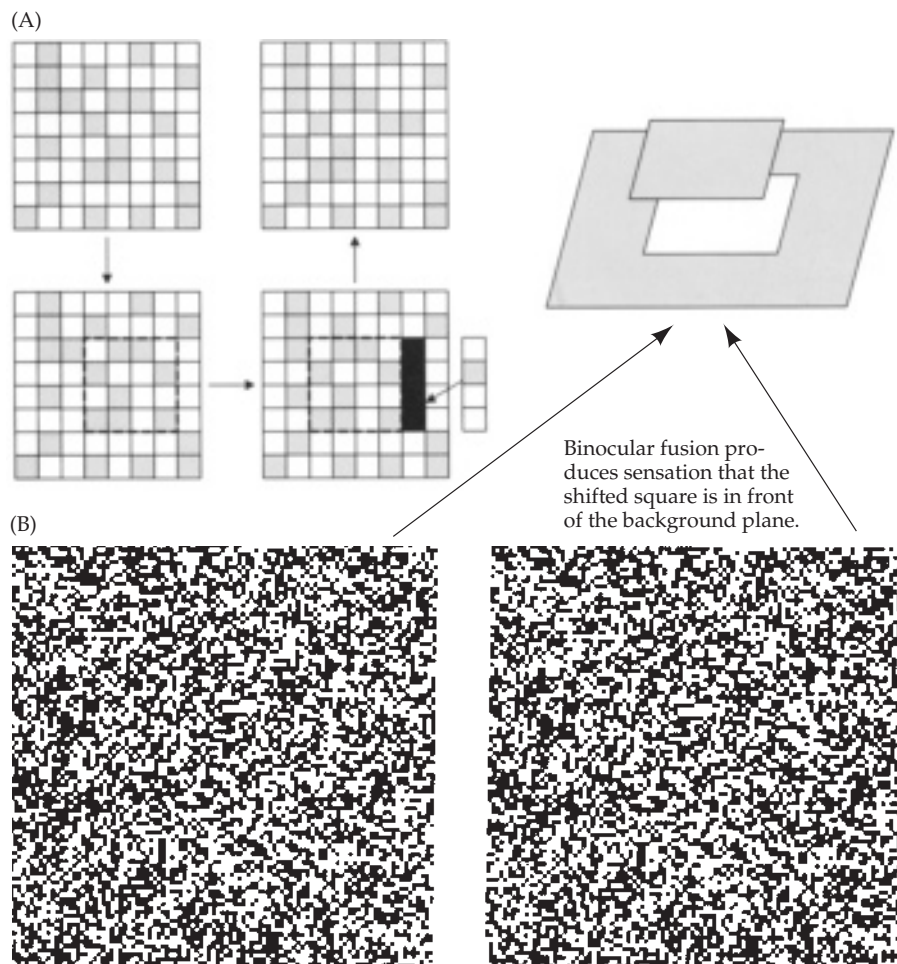 (A)
Binocular fusion pro-
duces sensation that the
shifted square is in front
of the background plane.
(B)